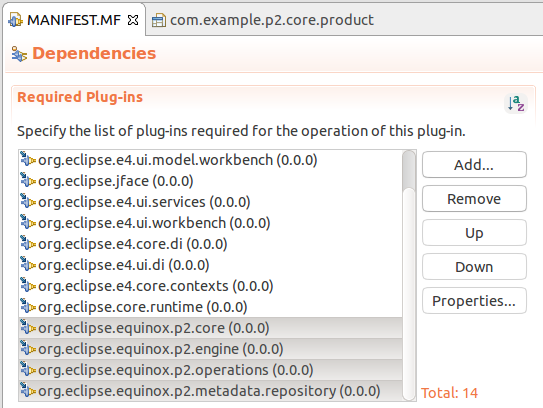 MANIFEST.MF com.example.p2.core.product
Dependencies
Required Plug-ins
Specify the list of plug-ins required for the operation of this plug-in.
org.eclipse.e4.ui.model.workbench (0.0.0)
org.eclipse.jface (0.0.0)
org.eclipse.e4.ui.services (0.0.0)
org.eclipse.e4.ui.workbench (0.0.0)
org.eclipse.e4.core.di (0.0.0)
org.eclipse.e4.ui.di (0.0.0)
org.eclipse.e4.core.contexts (0.0.0)
org.eclipse.core.runtime (0.0.0)
org.eclipse.equinox.p2.core (0.0.0)
org.eclipse.equinox.p2.engine (0.0.0)
org.eclipse.equinox.p2.operations (0.0.0)
org.eclipse.equinox.p2.metadata.repository (0.0.0)
Add...
Remove
Up
Down
Properties...
Total: 14